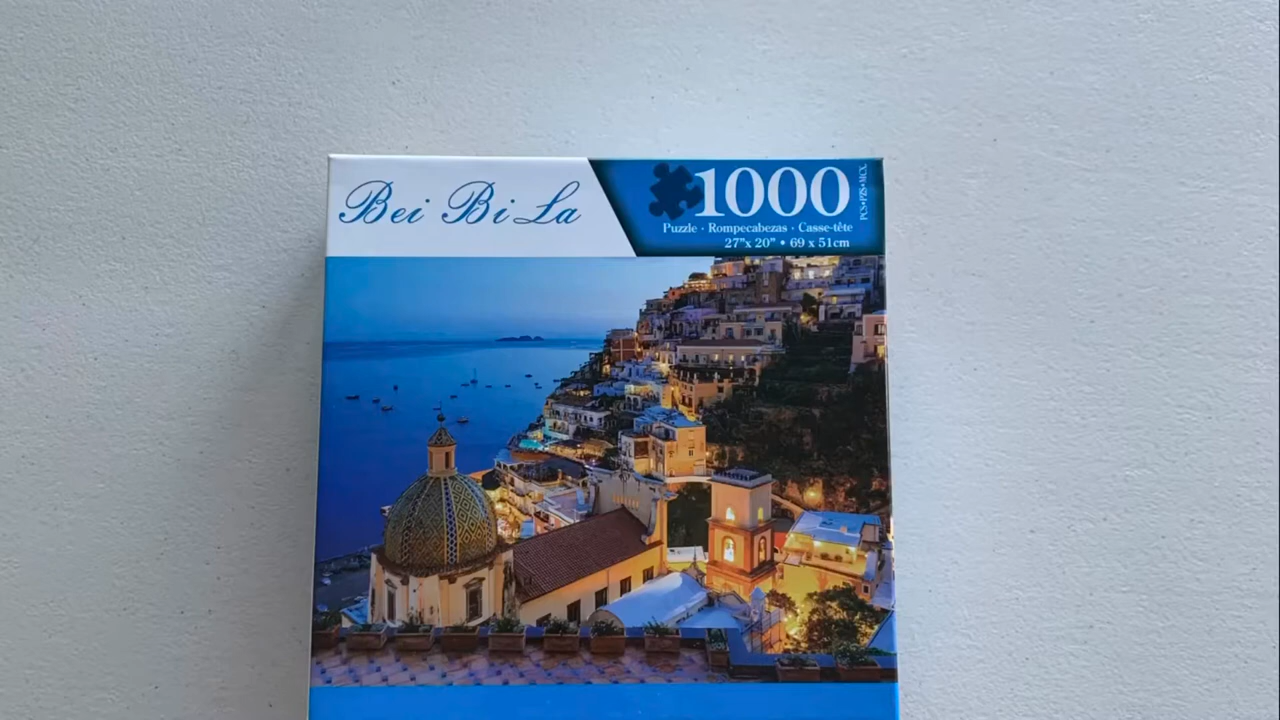 Bei Bi La
1000
PCS•PZS•MCX
Puzzle · Rompecabezas · Casse-tête
27"x 20" • 69 x 51cm